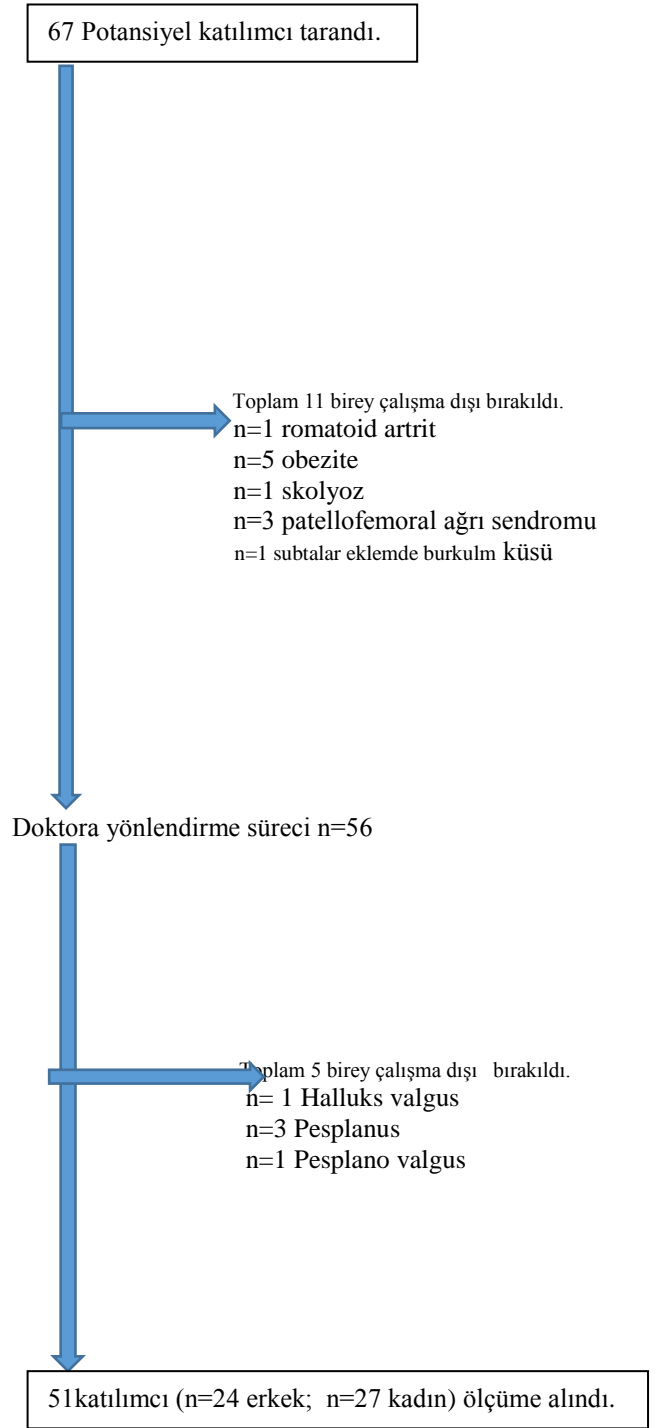 67 Potansiyel katılımcı tarandı.
Toplam 11 birey çalışma dışı bırakıldı.
n=1 romatoid artrit
n=5 obezite
n=1 skolyoz
n=3 patellofemoral ağrı sendromu
n=1 subtalar eklemde burkulm küsü
Doktora yönlendirme süreci n=56
Toplam 5 birey çalışma dışı bırakıldı.
n= 1 Halluks valgus
n=3 Pesplanus
n=1 Pesplano valgus
51katılımcı (n=24 erkek; n=27 kadın) ölçüme alındı.